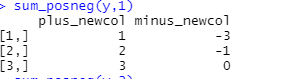 > sum_posneg(y,1)
plus_newcol minus_newcol
[1,] 1 -3
[2,] 2 -1
[3,] 3 0